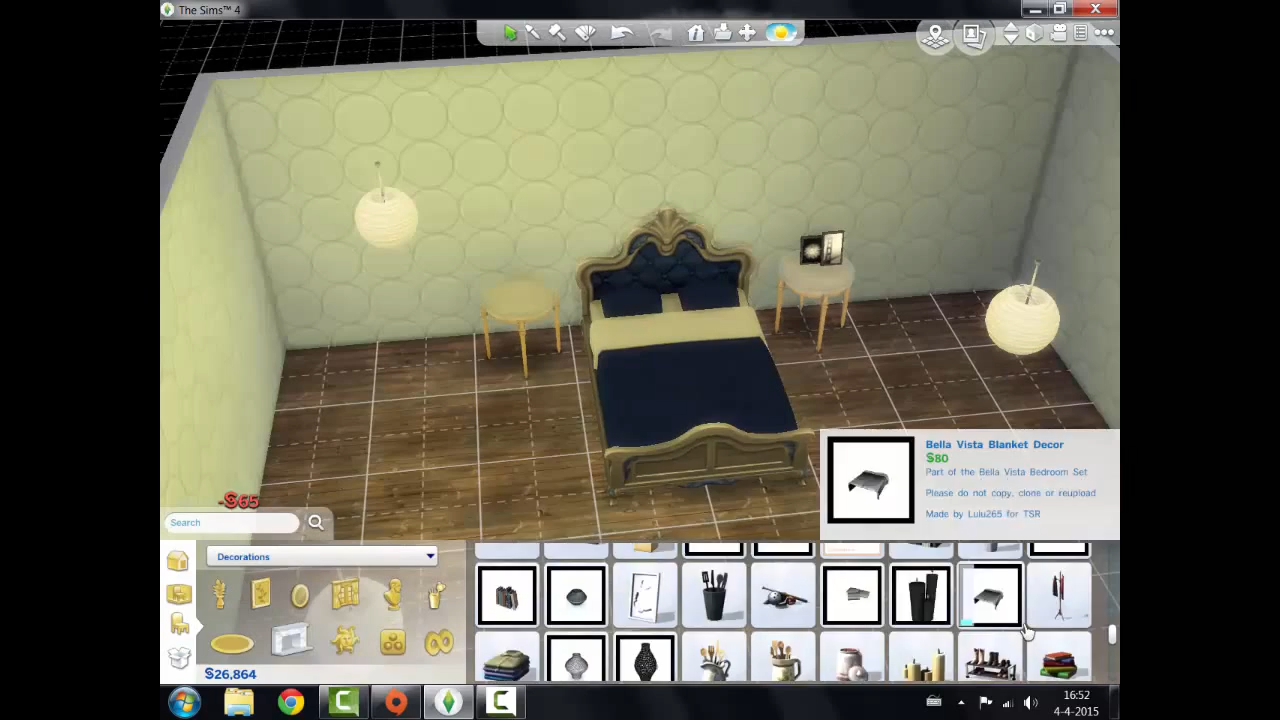 The Sims™ 4
Bella Vista Blanket Decor
§80
Part of the Bella Vista Bedroom Set
Please do not copy, clone or reupload
Made by Lulu265 for TSR
-§65
Search
Decorations
§26,864
16:52
4-4-2015